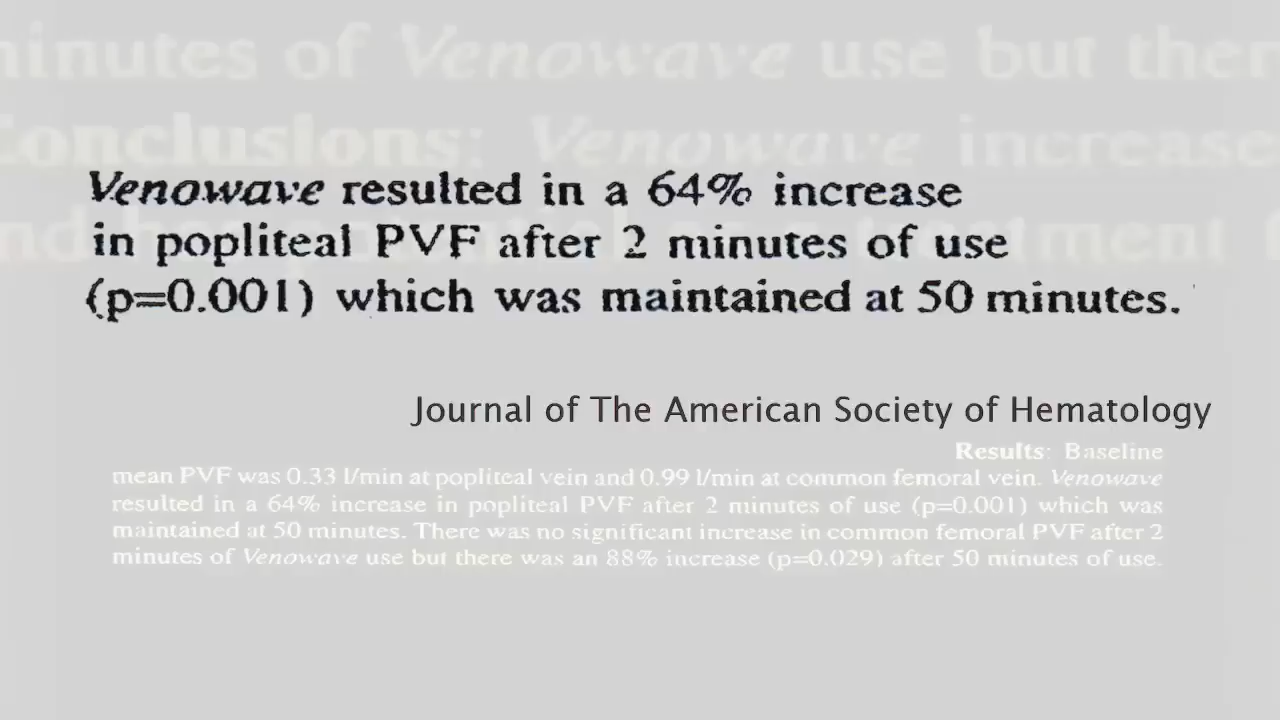 minutes of Venowave use but ther
Conclusions: Venowave increase
Venowave resulted in a 64% increase
in popliteal PVF after 2 minutes of use
(p=0.001) which was maintained at 50 minutes.
Journal of The American Society of Hematology
Results: Baseline
mean PVF was 0.33 l/min at popliteal vein and 0.99 l/min at common femoral vein. Venowave
resulted in a 64% increase in popliteal PVF after 2 minutes of use (p=0.001) which was
maintained at 50 minutes. There was no significant increase in common femoral PVF after 2
minutes of Venowave use but there was an 88% increase (p=0.029) after 50 minutes of use.